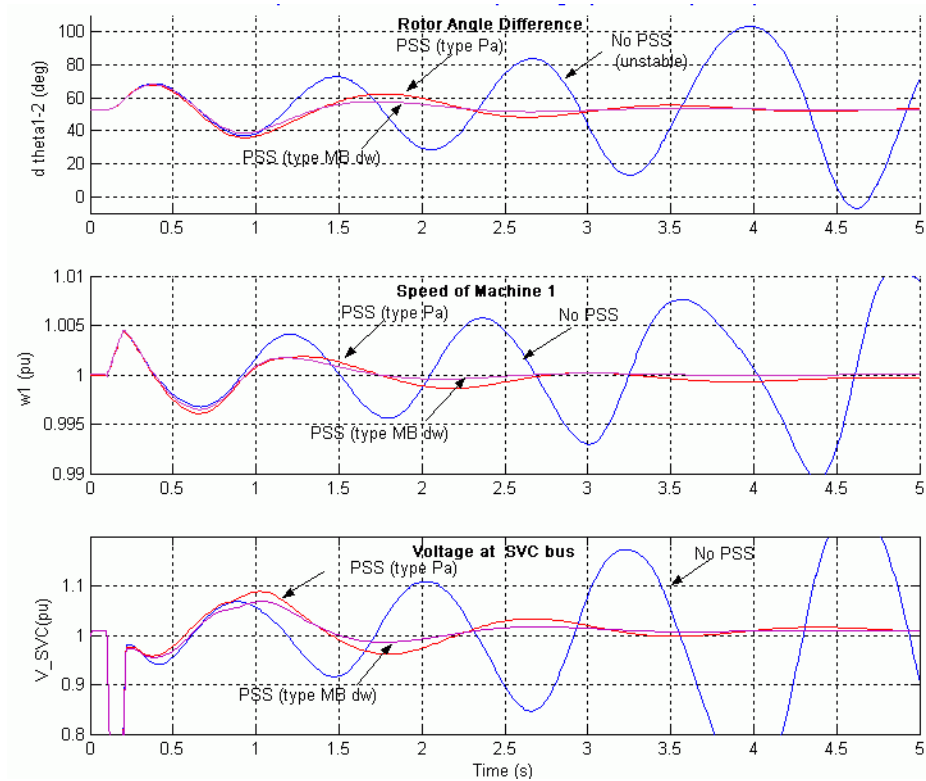 Rotor Angle Difference
PSS (type Pa)
No PSS
(unstable)
PSS (type MB dw)
d theta1-2 (deg)
100
80
60
40
20
0
0 0.5 1 1.5 2 2.5 3 3.5 4 4.5 5
Speed of Machine 1
PSS (type Pa)
No PSS
PSS (type MB dw)
w1 (pu)
1.01
1.005
1
0.995
0.99
0 0.5 1 1.5 2 2.5 3 3.5 4 4.5 5
Voltage at SVC bus
PSS (type Pa)
No PSS
PSS (type MB dw)
V_SVC(pu)
1.1
1
0.9
0.8
0 0.5 1 1.5 2 2.5 3 3.5 4 4.5 5
Time (s)